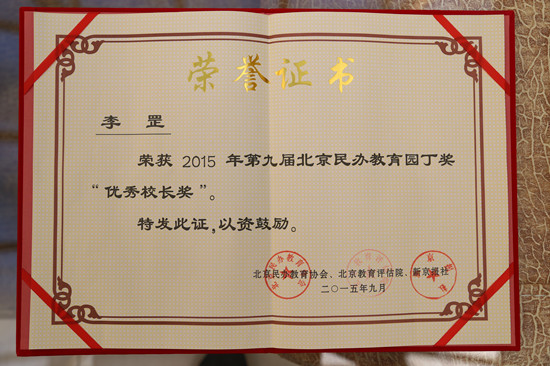 荣誉证书
李罡
荣获 2015 年第九届北京民办教育园丁奖
“优秀校长奖”。
特发此证,以资鼓励。
北京民办教育协会、北京教育评估院、新京报社
二〇一五年九月